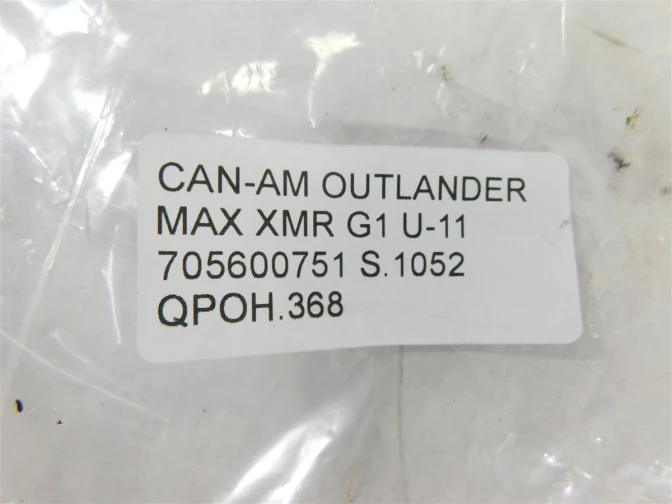 CAN-AM OUTLANDER
MAX XMR G1 U-11
705600751 S.1052
QPOH.368